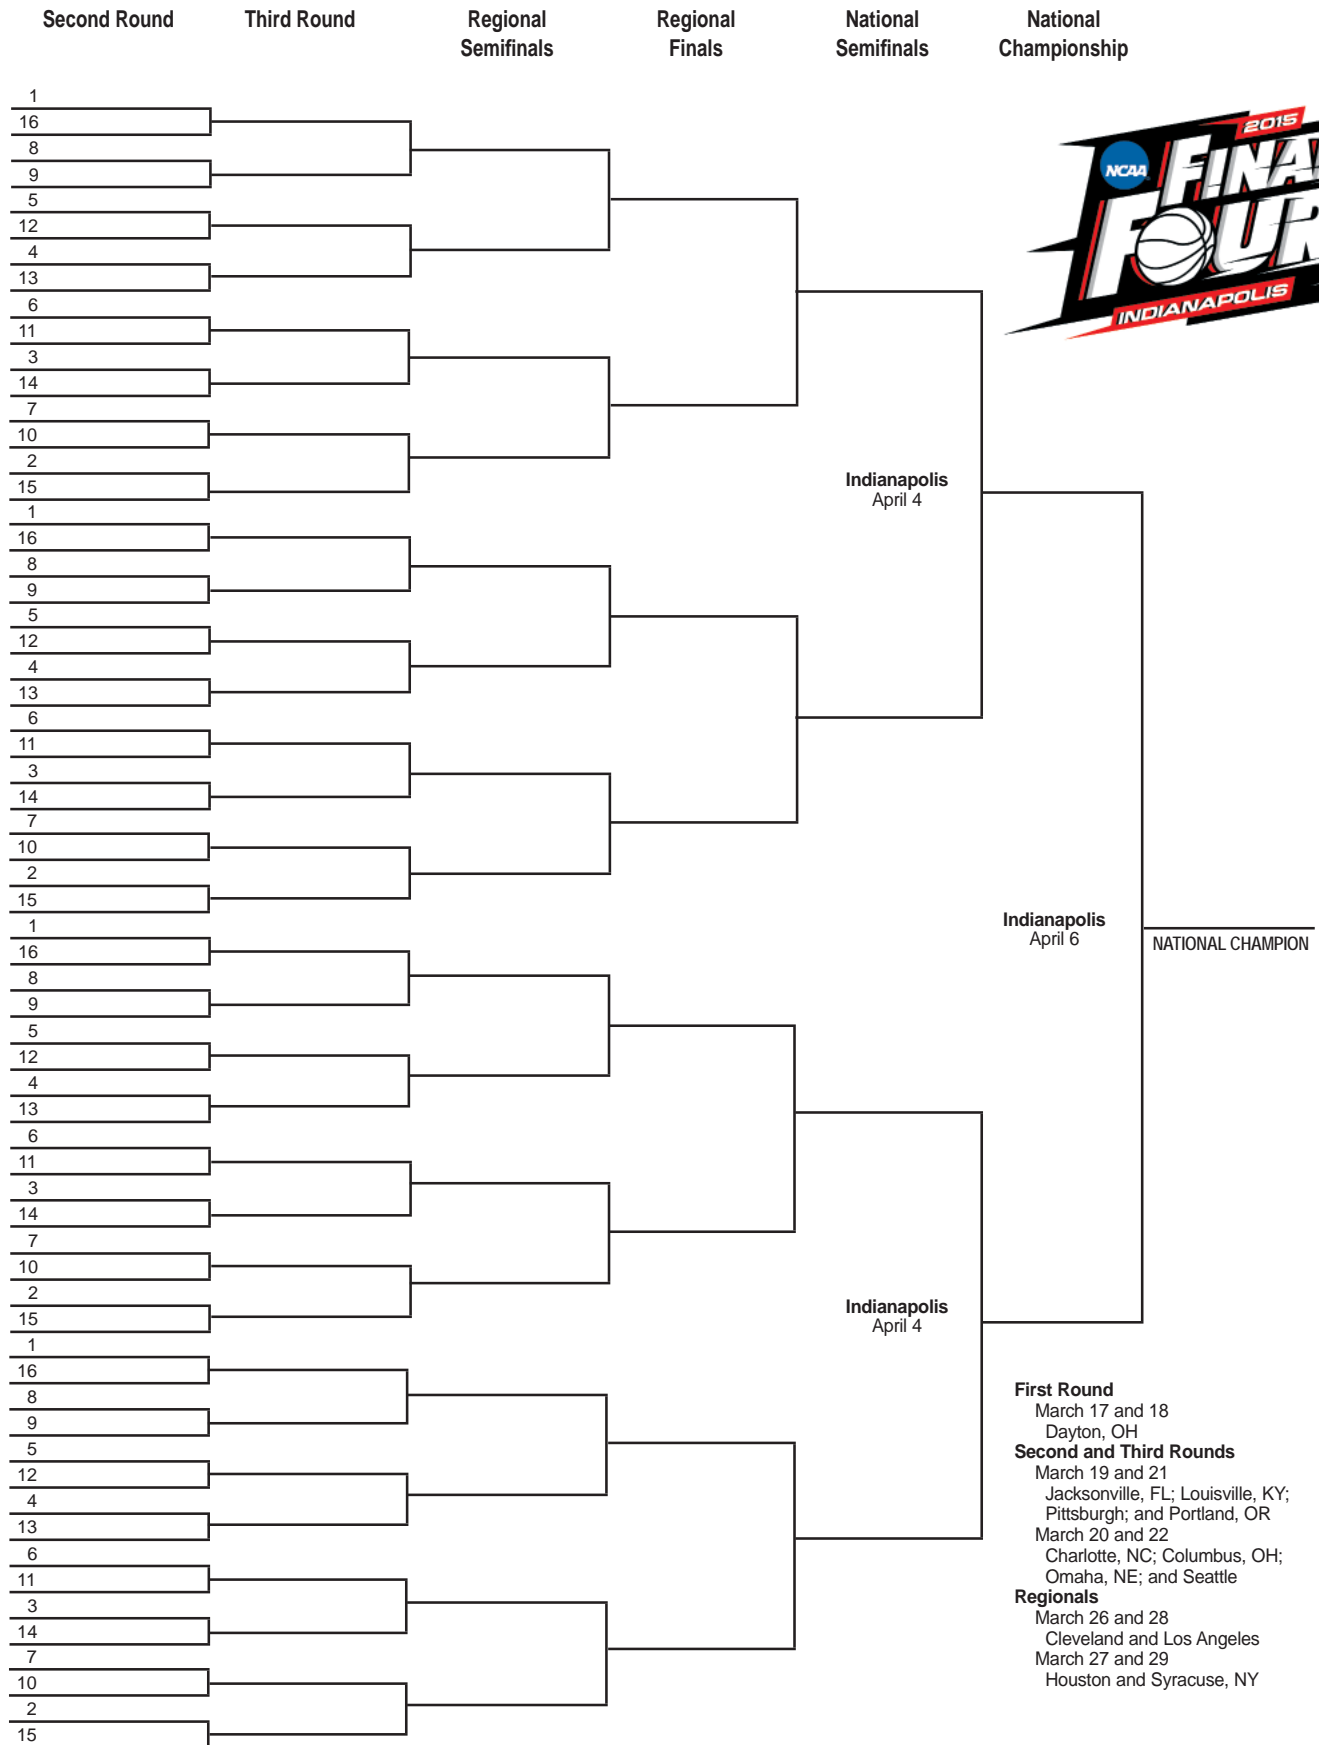 Second Round
Third Round
Regional
Semifinals
Regional
Finals
National
Semifinals
National
Championship
2015
NCAA
FINA
FOUR
INDIANAPOLIS
1
16
8
9
5
12
4
13
6
11
3
14
7
10
2
15
1
16
8
9
5
12
4
13
6
11
3
14
7
10
2
15
1
16
8
9
5
12
4
13
6
11
3
14
7
10
2
15
1
16
8
9
5
12
4
13
6
11
3
14
7
10
2
15
Indianapolis
April 4
Indianapolis
April 6
NATIONAL CHAMPION
Indianapolis
April 4
First Round
March 17 and 18
Dayton, OH
Second and Third Rounds
March 19 and 21
Jacksonville, FL; Louisville, KY;
Pittsburgh; and Portland, OR
March 20 and 22
Charlotte, NC; Columbus, OH;
Omaha, NE; and Seattle
Regionals
March 26 and 28
Cleveland and Los Angeles
March 27 and 29
Houston and Syracuse, NY